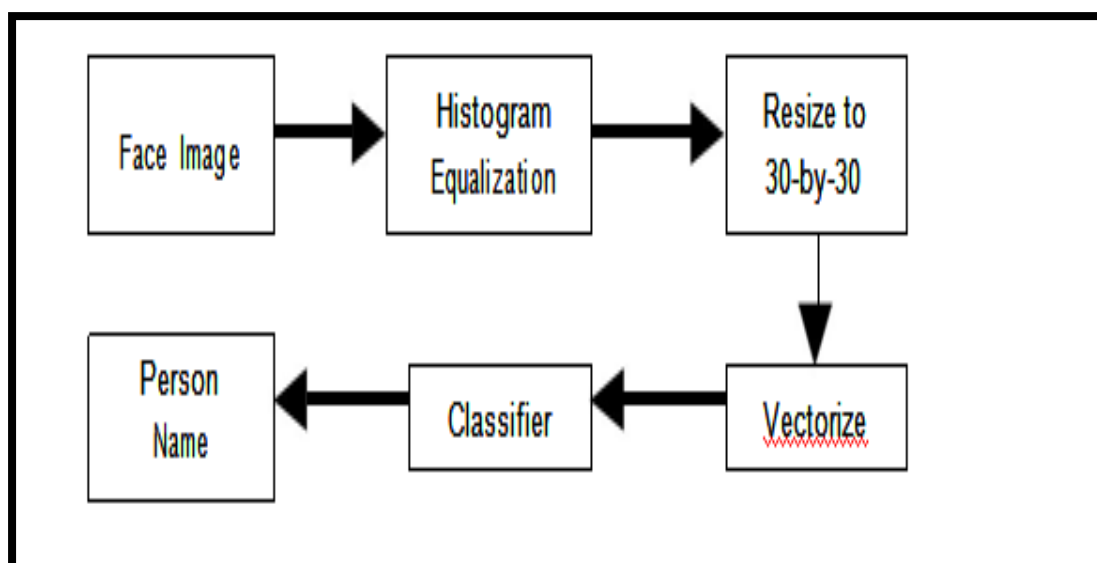 Face Image
Histogram
Equalization
Resize to
30-by-30
Vectorize
Classifier
Person
Name